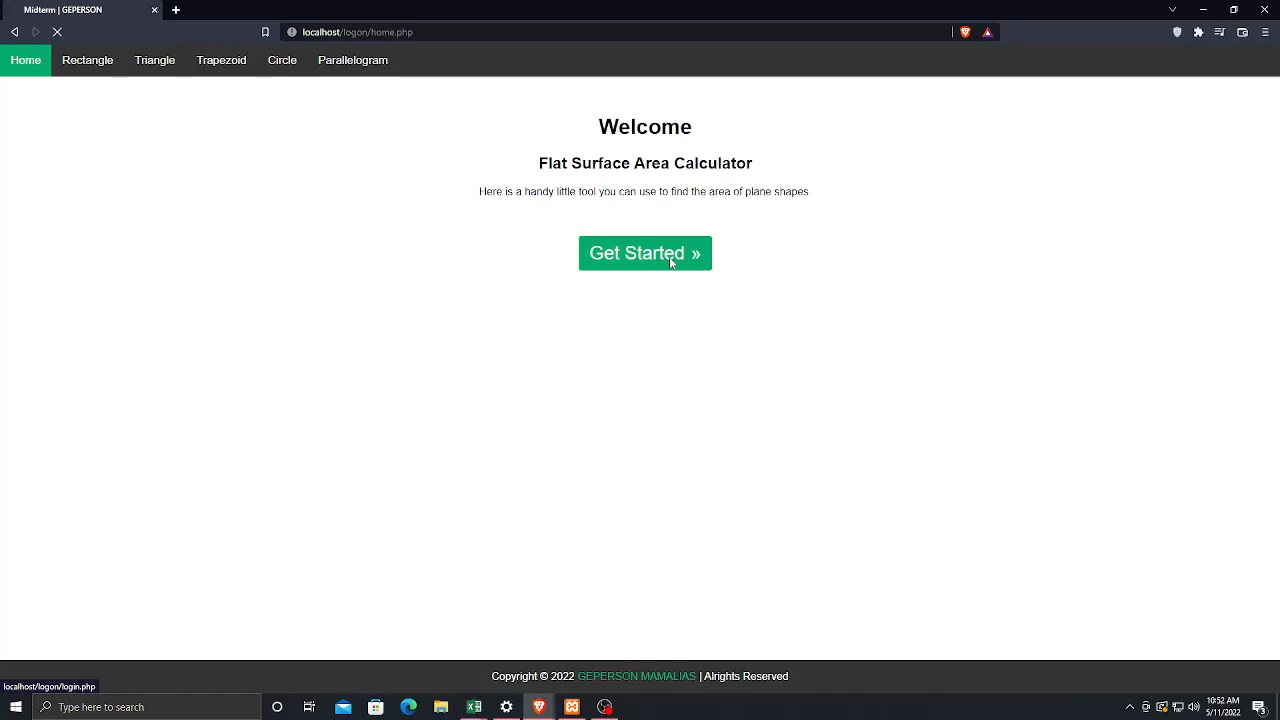 Midterm | GEPERSON
localhost/logon/home.php
Home Rectangle Triangle Trapezoid Circle Parallelogram
Welcome
Flat Surface Area Calculator
Here is a handy little tool you can use to find the area of plane shapes.
Get Started »
Copyright © 2022 GEPERSON MAMALIAS | Alrights Reserved
localhost/logon/login.php
Type here to search
10:52 AM
5/11/2022